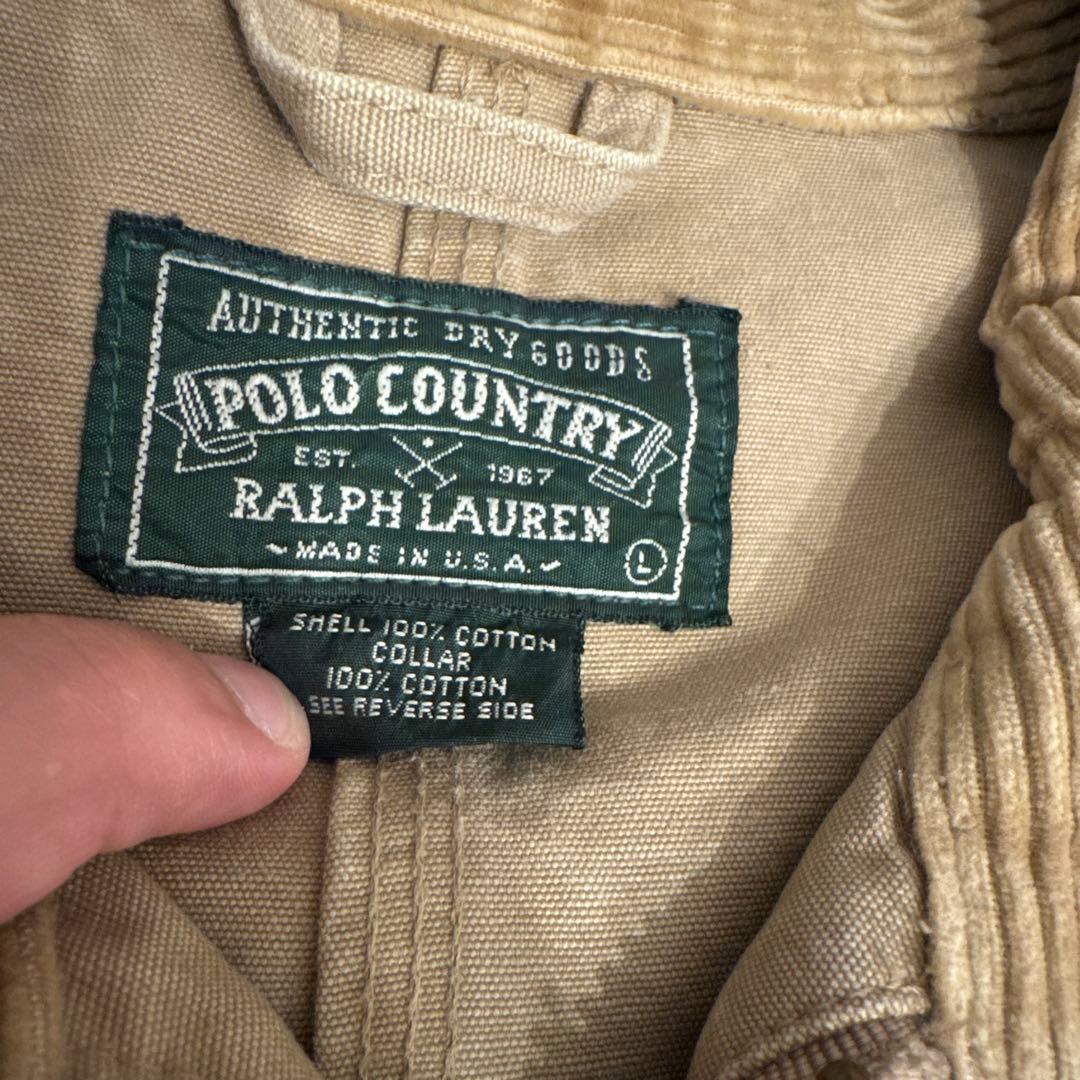 AUTHENTIC DRY GOODS
POLO COUNTRY
EST. 1967
RALPH LAUREN
MADE IN U.S.A.
L
SHELL 100% COTTON
COLLAR
100% COTTON
SEE REVERSE SIDE